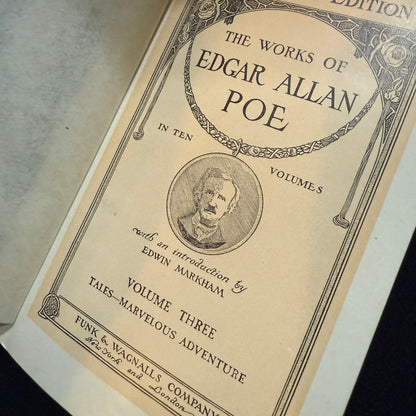 EDITION
THE WORKS OF
EDGAR ALLAN
POE
IN TEN VOLUMES
with an introduction by
EDWIN MARKHAM
VOLUME THREE
TALES—MARVELOUS ADVENTURE
FUNK & WAGNALLS COMPANY
New York and London